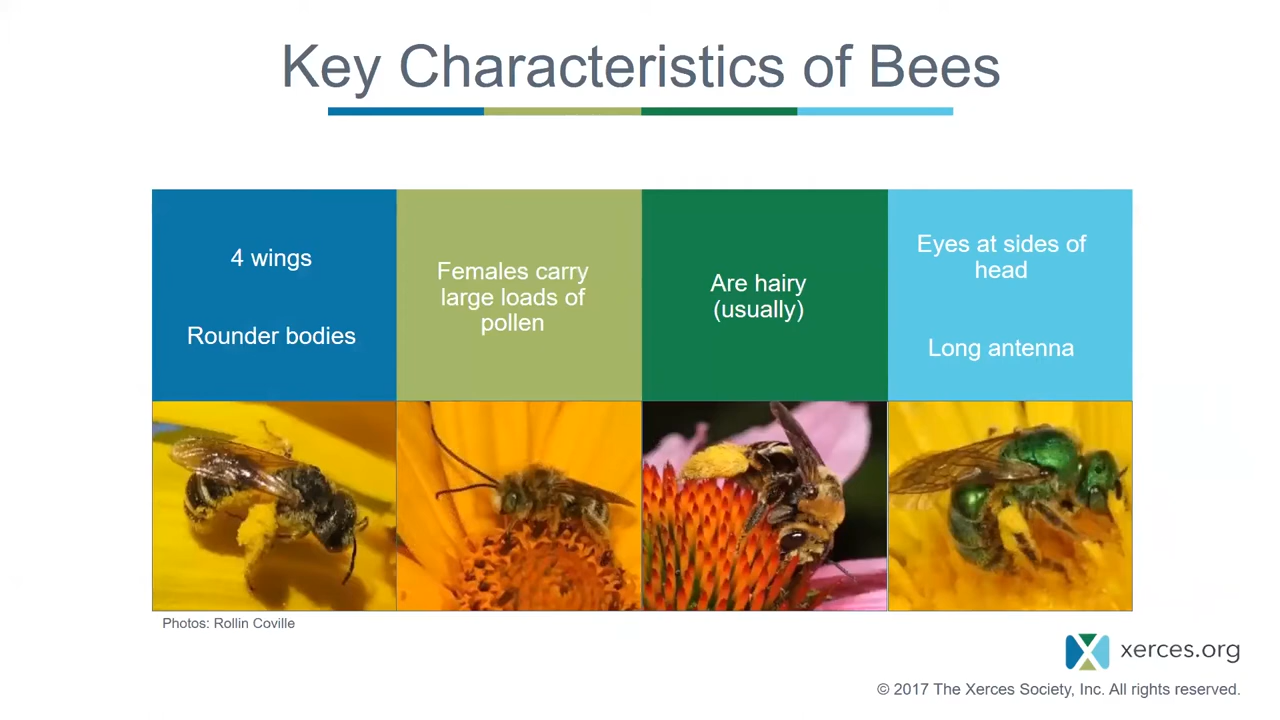 Key Characteristics of Bees
4 wings
Rounder bodies
Females carry
large loads of
pollen
Are hairy
(usually)
Eyes at sides of
head
Long antenna
Photos: Rollin Coville
xerces.org
© 2017 The Xerces Society, Inc. All rights reserved.